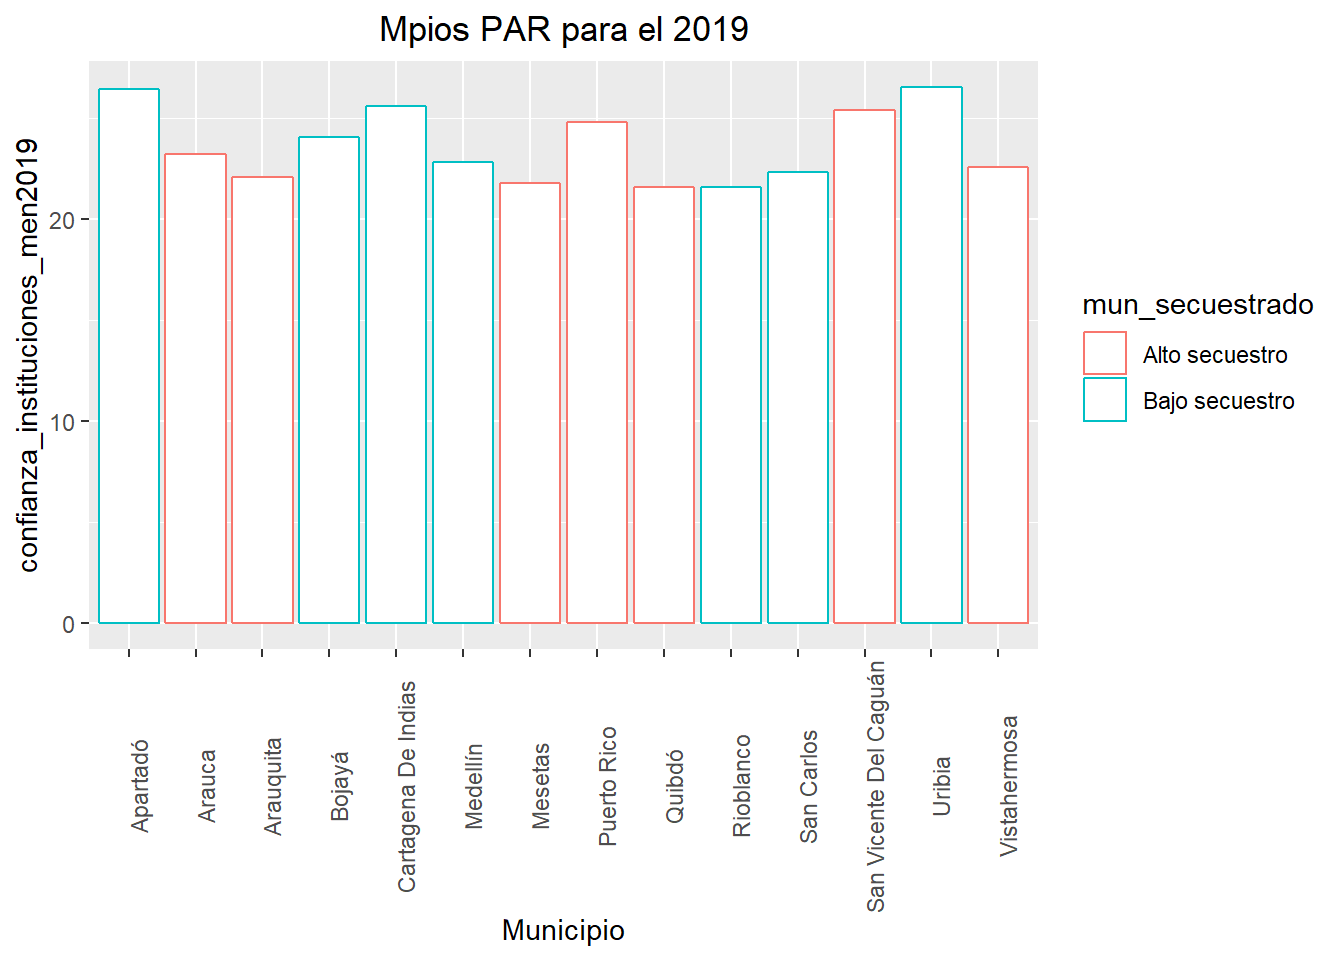 Mpios PAR para el 2019
confianza_instituciones_men2019
20
10
0
Apartadó
Arauca
Arauquita
Bojayá
Cartagena De Indias
Medellín
Mesetas
Puerto Rico
Quibdó
Rioblanco
San Carlos
San Vicente Del Caguán
Uribia
Vistahermosa
Municipio
mun_secuestrado
Alto secuestro
Bajo secuestro